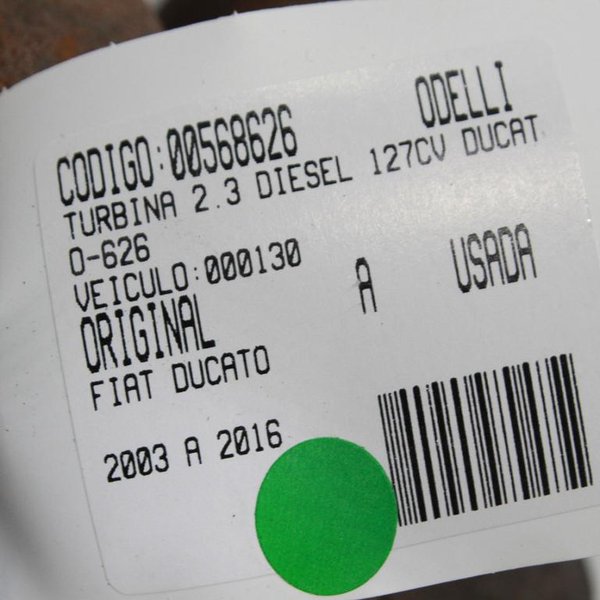 CODIGO:00568626 ODELLI
TURBINA 2.3 DIESEL 127CV DUCAT
O-626
VEICULO:000130 A USADA
ORIGINAL
FIAT DUCATO
2003 A 2016